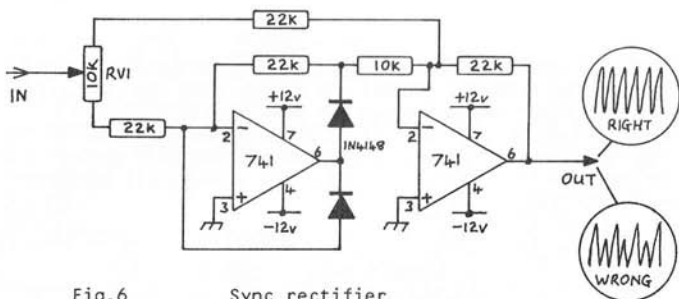 22k
IN
10K
RV1
22k
22k
10k
22k
+12v
2
-
7
741
6
3
+
4
-12v
1N4148
+12v
2
-
7
741
6
3
+
4
-12v
OUT
RIGHT
WRONG
Fig.6 Sync rectifier